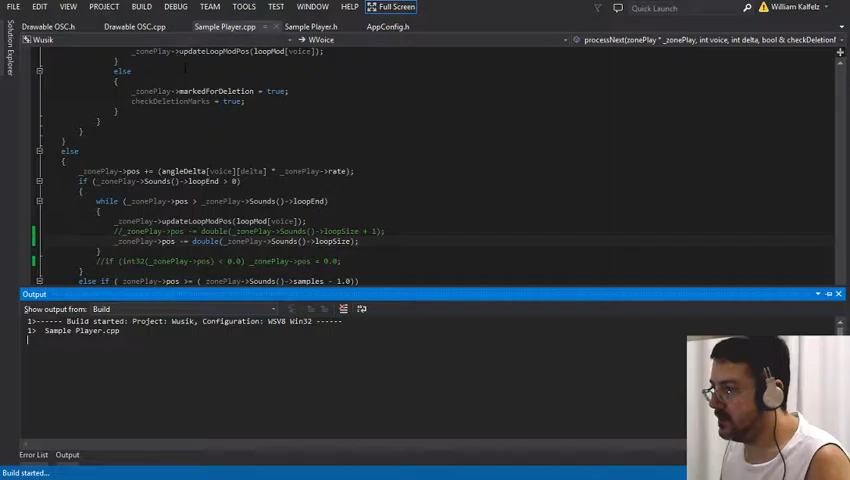 FILE EDIT VIEW PROJECT BUILD DEBUG TEAM TOOLS TEST ANALYZE WINDOW HELP Full Screen Quick Launch William Kalfelz
Drawable OSC.h Drawable OSC.cpp Sample Player.cpp Sample Player.h AppConfig.h
Solution Explorer
Wusik WVoice processNext(zonePlay * _zonePlay, int voice, int delta, bool & checkDeletionM
_zonePlay->updateLoopModPos(loopMod[voice]);
}
else
{
_zonePlay->markedForDeletion = true;
checkDeletionMarks = true;
}
}
}
}
else
{
_zonePlay->pos += (angleDelta[voice][delta] * _zonePlay->rate);
if (_zonePlay->Sounds()->loopEnd > 0)
{
while (_zonePlay->pos > _zonePlay->Sounds()->loopEnd)
{
_zonePlay->updateLoopModPos(loopMod[voice]);
//_zonePlay->pos -= double(_zonePlay->Sounds()->loopSize + 1);
_zonePlay->pos -= double(_zonePlay->Sounds()->loopSize);
}
//if (int32(_zonePlay->pos) < 0.0) _zonePlay->pos = 0.0;
}
else if (_zonePlay->pos >= (_zonePlay->Sounds()->samples - 1.0))
Output
Show output from: Build
1>------ Build started: Project: Wusik, Configuration: WSV8 Win32 ------
1> Sample Player.cpp
Error List Output
Build started...